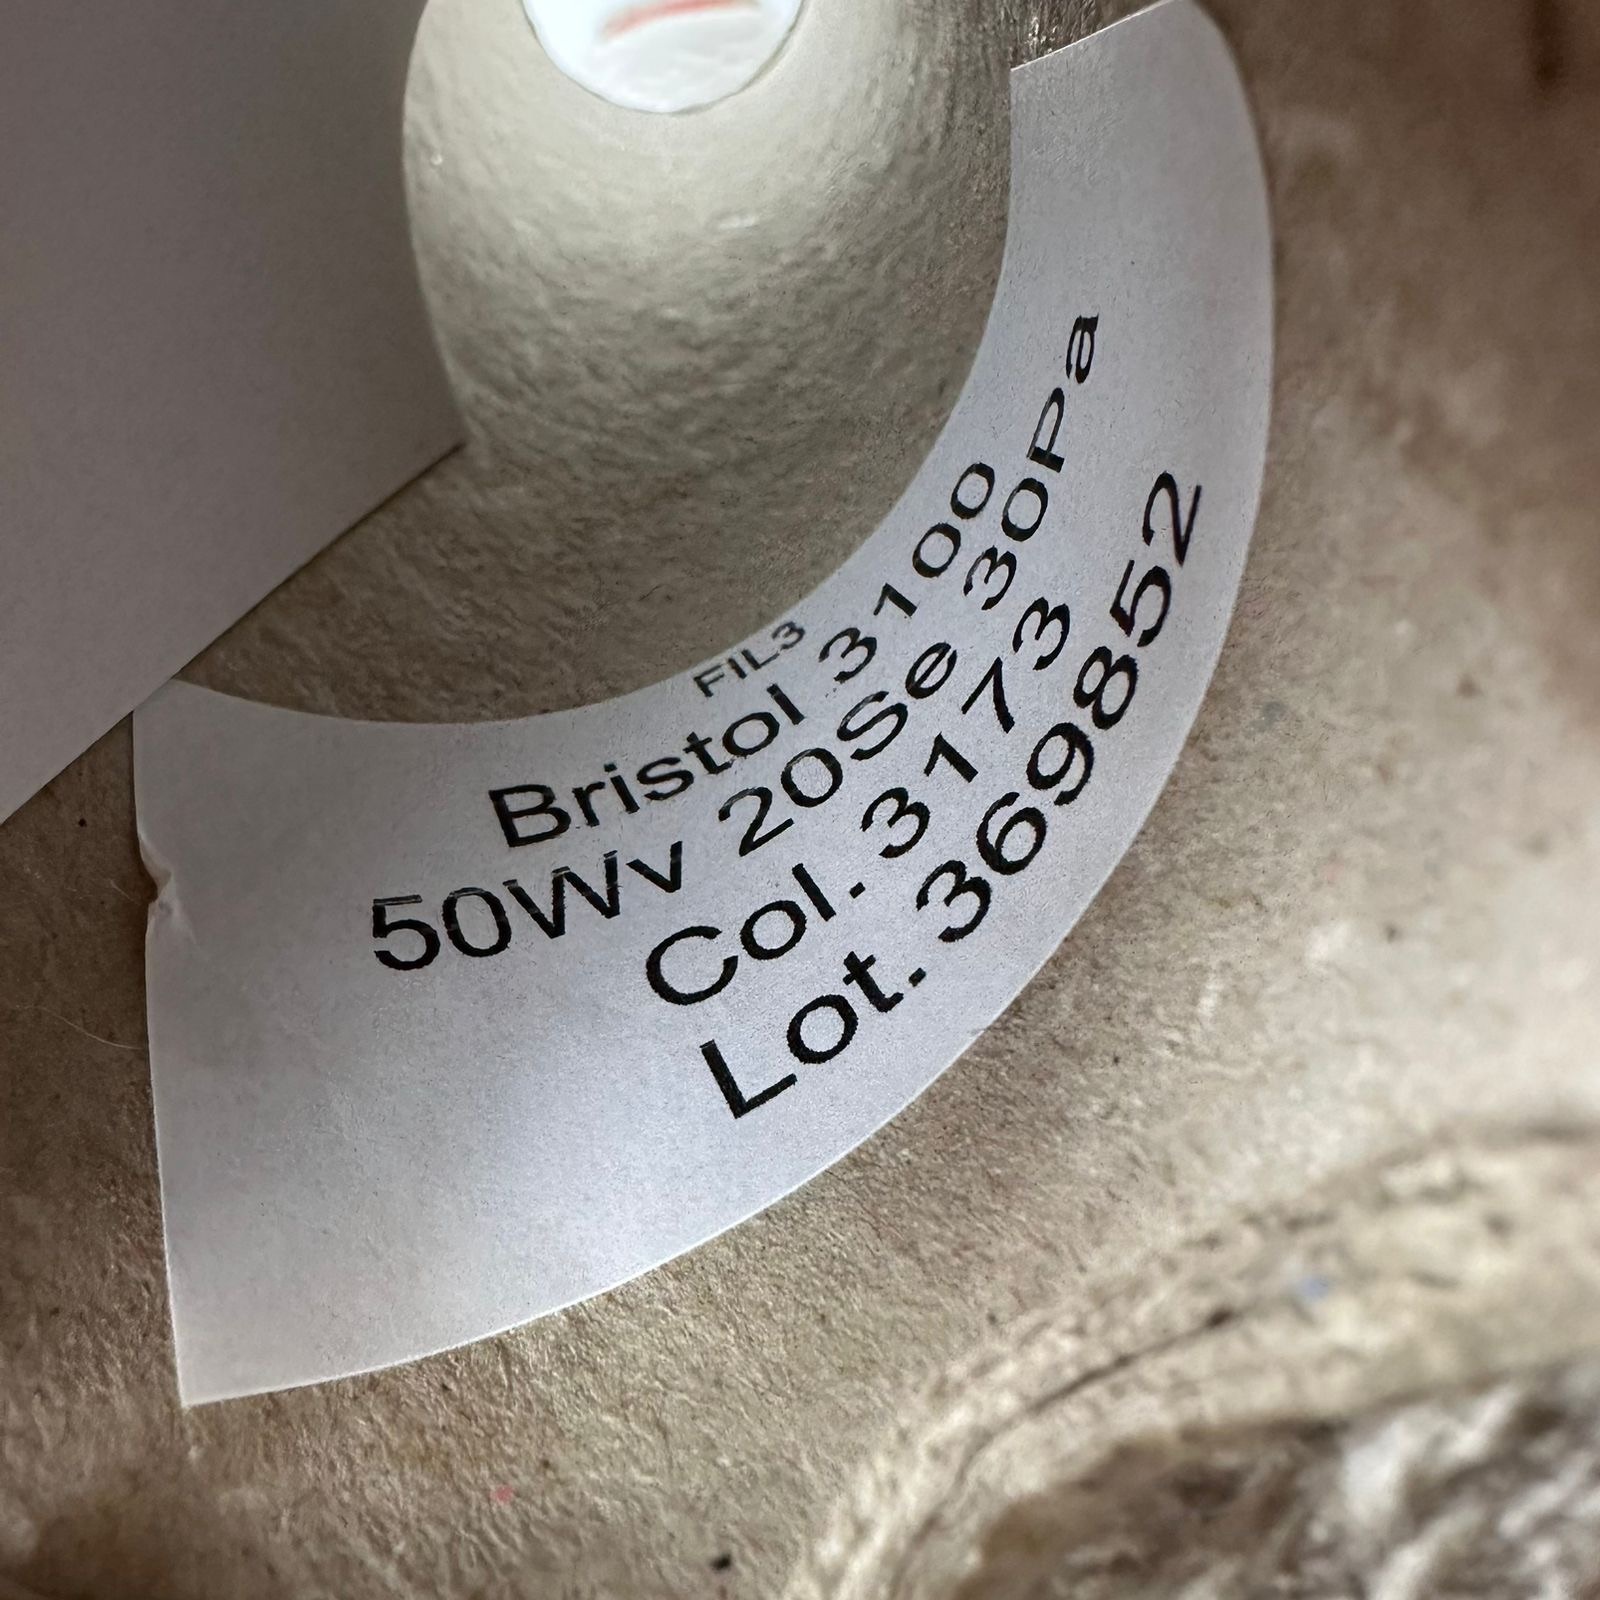 FIL3
Bristol 3100
50Wv 20Se 30Pa
Col. 3173
Lot. 369852